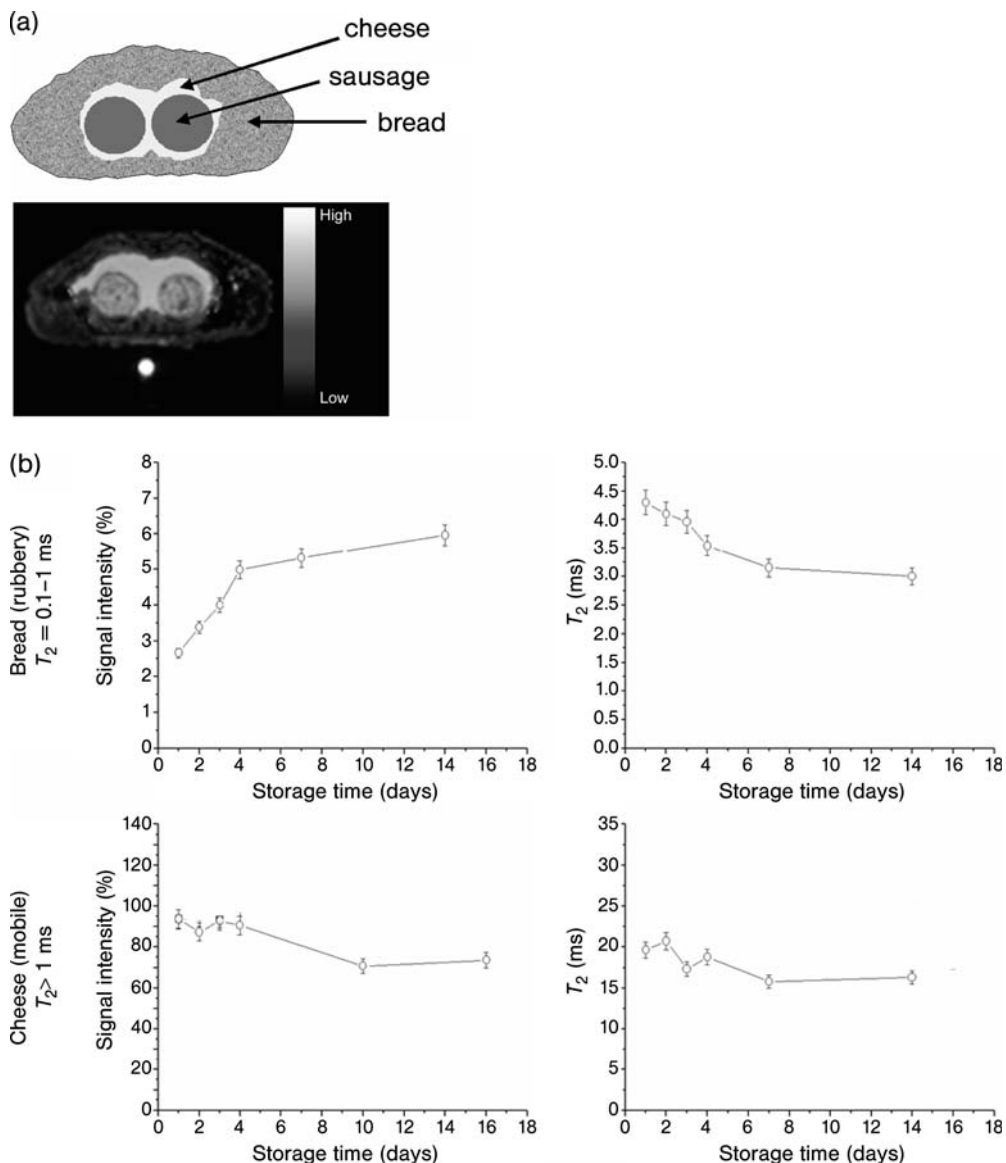 (a)
cheese
sausage
bread
High
Low
(b)
Bread (rubbery)
T₂ = 0.1–1 ms
Signal intensity (%)
8
7
6
5
4
3
2
1
0
0 2 4 6 8 10 12 14 16 18
Storage time (days)
T₂ (ms)
5.0
4.5
4.0
3.5
3.0
2.5
2.0
1.5
1.0
0.5
0.0
0 2 4 6 8 10 12 14 16 18
Storage time (days)
Cheese (mobile)
T₂> 1 ms
Signal intensity (%)
140
120
100
80
60
40
20
0
0 2 4 6 8 10 12 14 16 18
Storage time (days)
T₂ (ms)
35
30
25
20
15
10
5
0
0 2 4 6 8 10 12 14 16 18
Storage time (days)